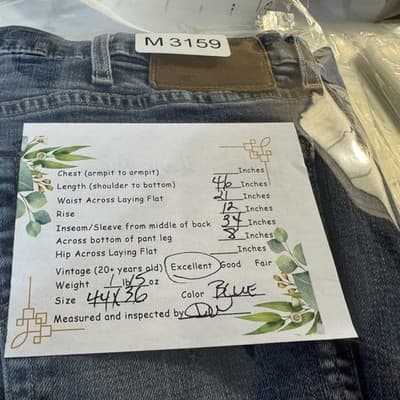 M 3159
Chest (armpit to armpit) Inches
Length (shoulder to bottom) 46 Inches
Waist Across Laying Flat 21 Inches
Rise 12 Inches
Inseam/Sleeve from middle of back 34 Inches
Across bottom of pant leg 8 Inches
Hip Across Laying Flat Inches
Vintage (20+ years old) Excellent Good Fair
Weight 1 lb 15 oz
Size 44X36 Color BLUE
Measured and inspected by